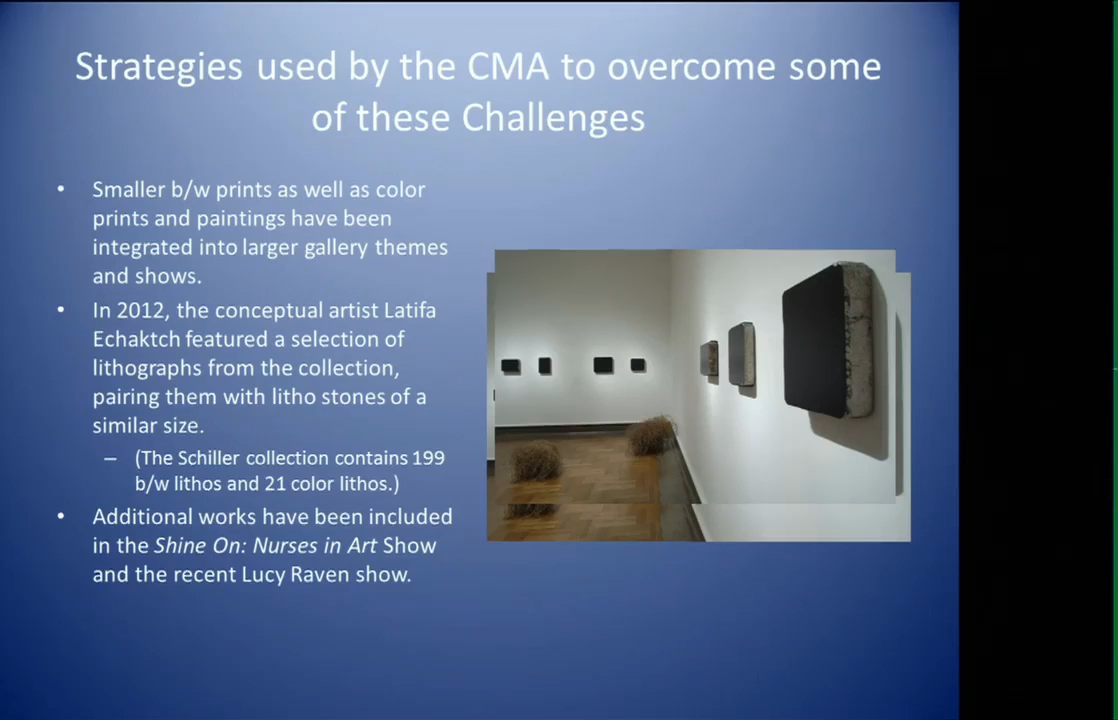 Strategies used by the CMA to overcome some
of these Challenges
• Smaller b/w prints as well as color
prints and paintings have been
integrated into larger gallery themes
and shows.
• In 2012, the conceptual artist Latifa
Echaktch featured a selection of
lithographs from the collection,
pairing them with litho stones of a
similar size.
– (The Schiller collection contains 199
b/w lithos and 21 color lithos.)
• Additional works have been included
in the Shine On: Nurses in Art Show
and the recent Lucy Raven show.